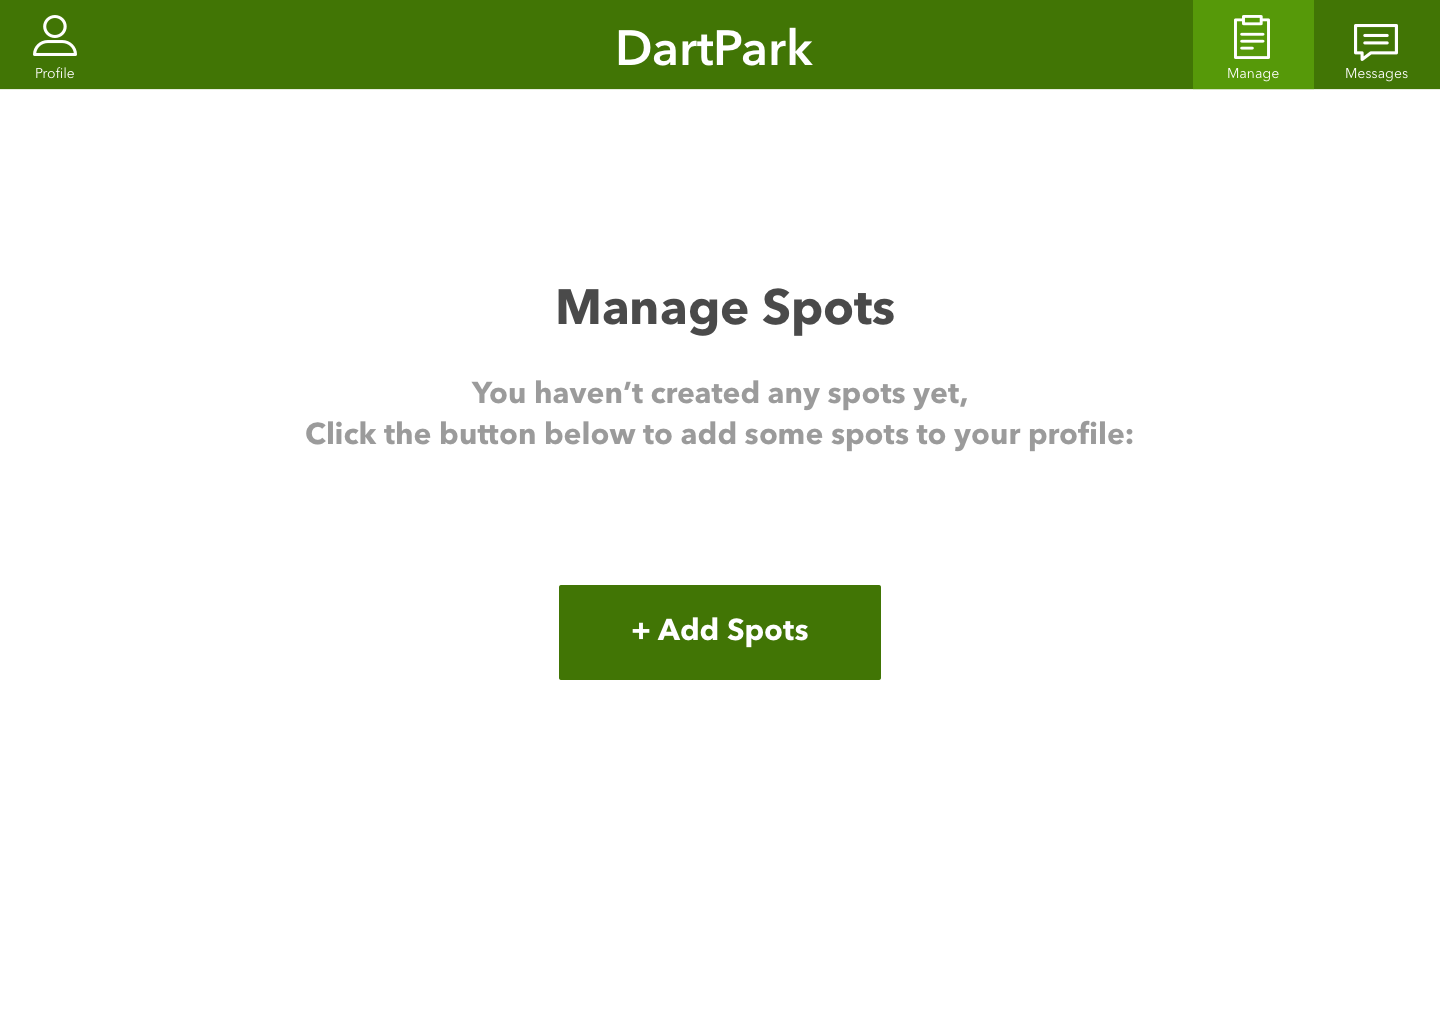 DartPark
Profile
Manage
Messages
Manage Spots
You haven’t created any spots yet,
Click the button below to add some spots to your profile:
+ Add Spots